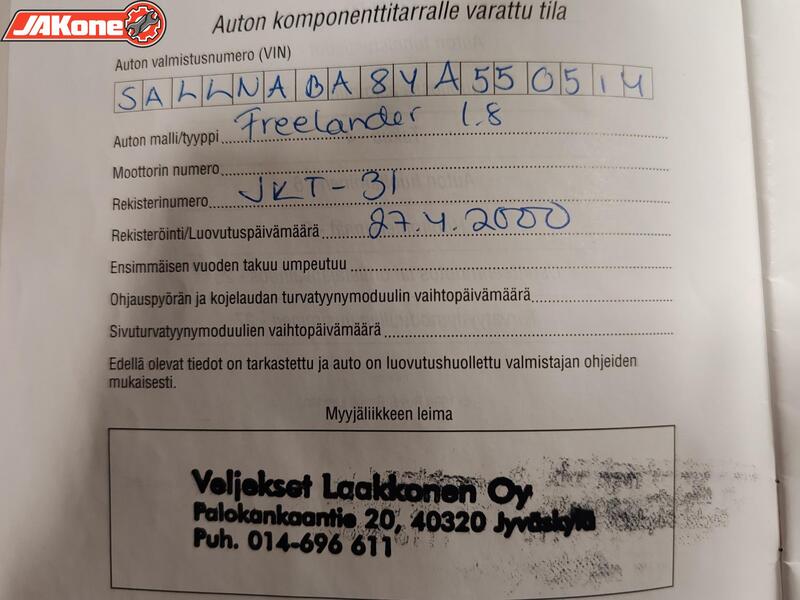 JAKone
Auton komponenttitarralle varattu tila
Auton valmistusnumero (VIN)
SALLNABA8YA550514
Auton malli/tyyppi Freelander 1.8
Moottorin numero
Rekisterinumero JKT-31
Rekisteröinti/Luovutuspäivämäärä 27.4.2000
Ensimmäisen vuoden takuu umpeutuu
Ohjauspyörän ja kojelaudan turvatyynymoduulin vaihtopäivämäärä
Sivuturvatyynymoduulien vaihtopäivämäärä
Edellä olevat tiedot on tarkastettu ja auto on luovutushuollettu valmistajan ohjeiden
mukaisesti.
Myyjäliikkeen leima
Veljekset Laakkonen Oy
Palokankaantie 20, 40320 Jyväskylä
Puh. 014-696 611